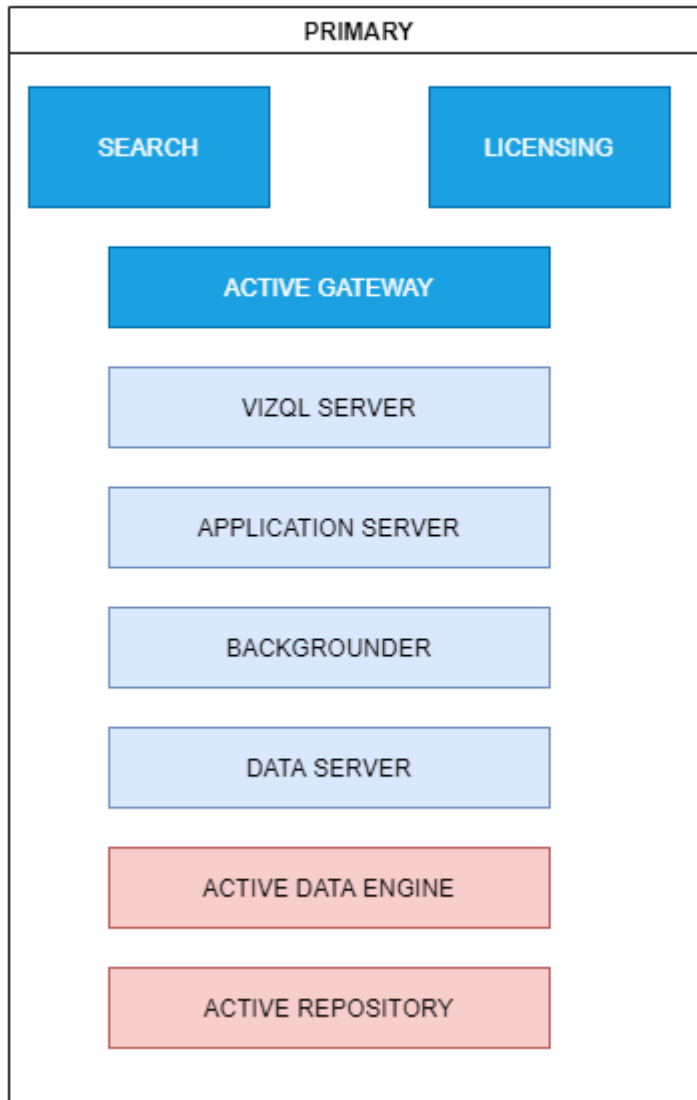 PRIMARY
SEARCH
LICENSING
ACTIVE GATEWAY
VIZQL SERVER
APPLICATION SERVER
BACKGROUNDER
DATA SERVER
ACTIVE DATA ENGINE
ACTIVE REPOSITORY